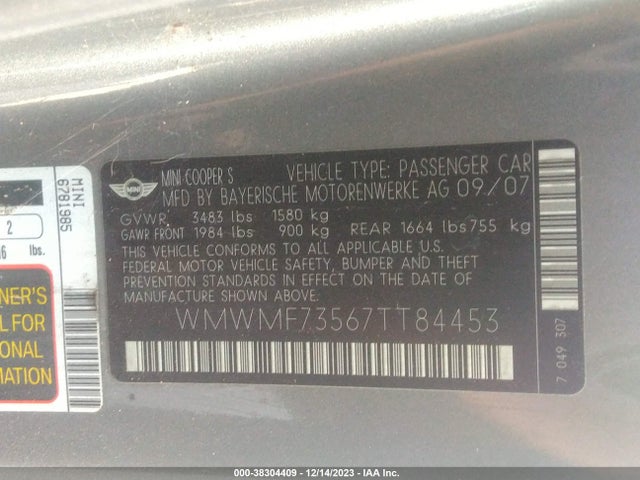 MINI
6781985
2
6 lbs.
NER'S
L FOR
ONAL
MATION
MINI
MINI COOPER S VEHICLE TYPE: PASSENGER CAR
MFD BY BAYERISCHE MOTORENWERKE AG 09/07
GVWR, 3483 lbs 1580 kg
GAWR FRONT 1984 lbs 900 kg REAR 1664 lbs755 kg
THIS VEHICLE CONFORMS TO ALL APPLICABLE U.S.
FEDERAL MOTOR VEHICLE SAFETY, BUMPER AND THEFT
PREVENTION STANDARDS IN EFFECT ON THE DATE OF
MANUFACTURE SHOWN ABOVE.
WMWMF73567TT84453
7 049 307
000-38304409 - 12/14/2023 - IAA Inc.